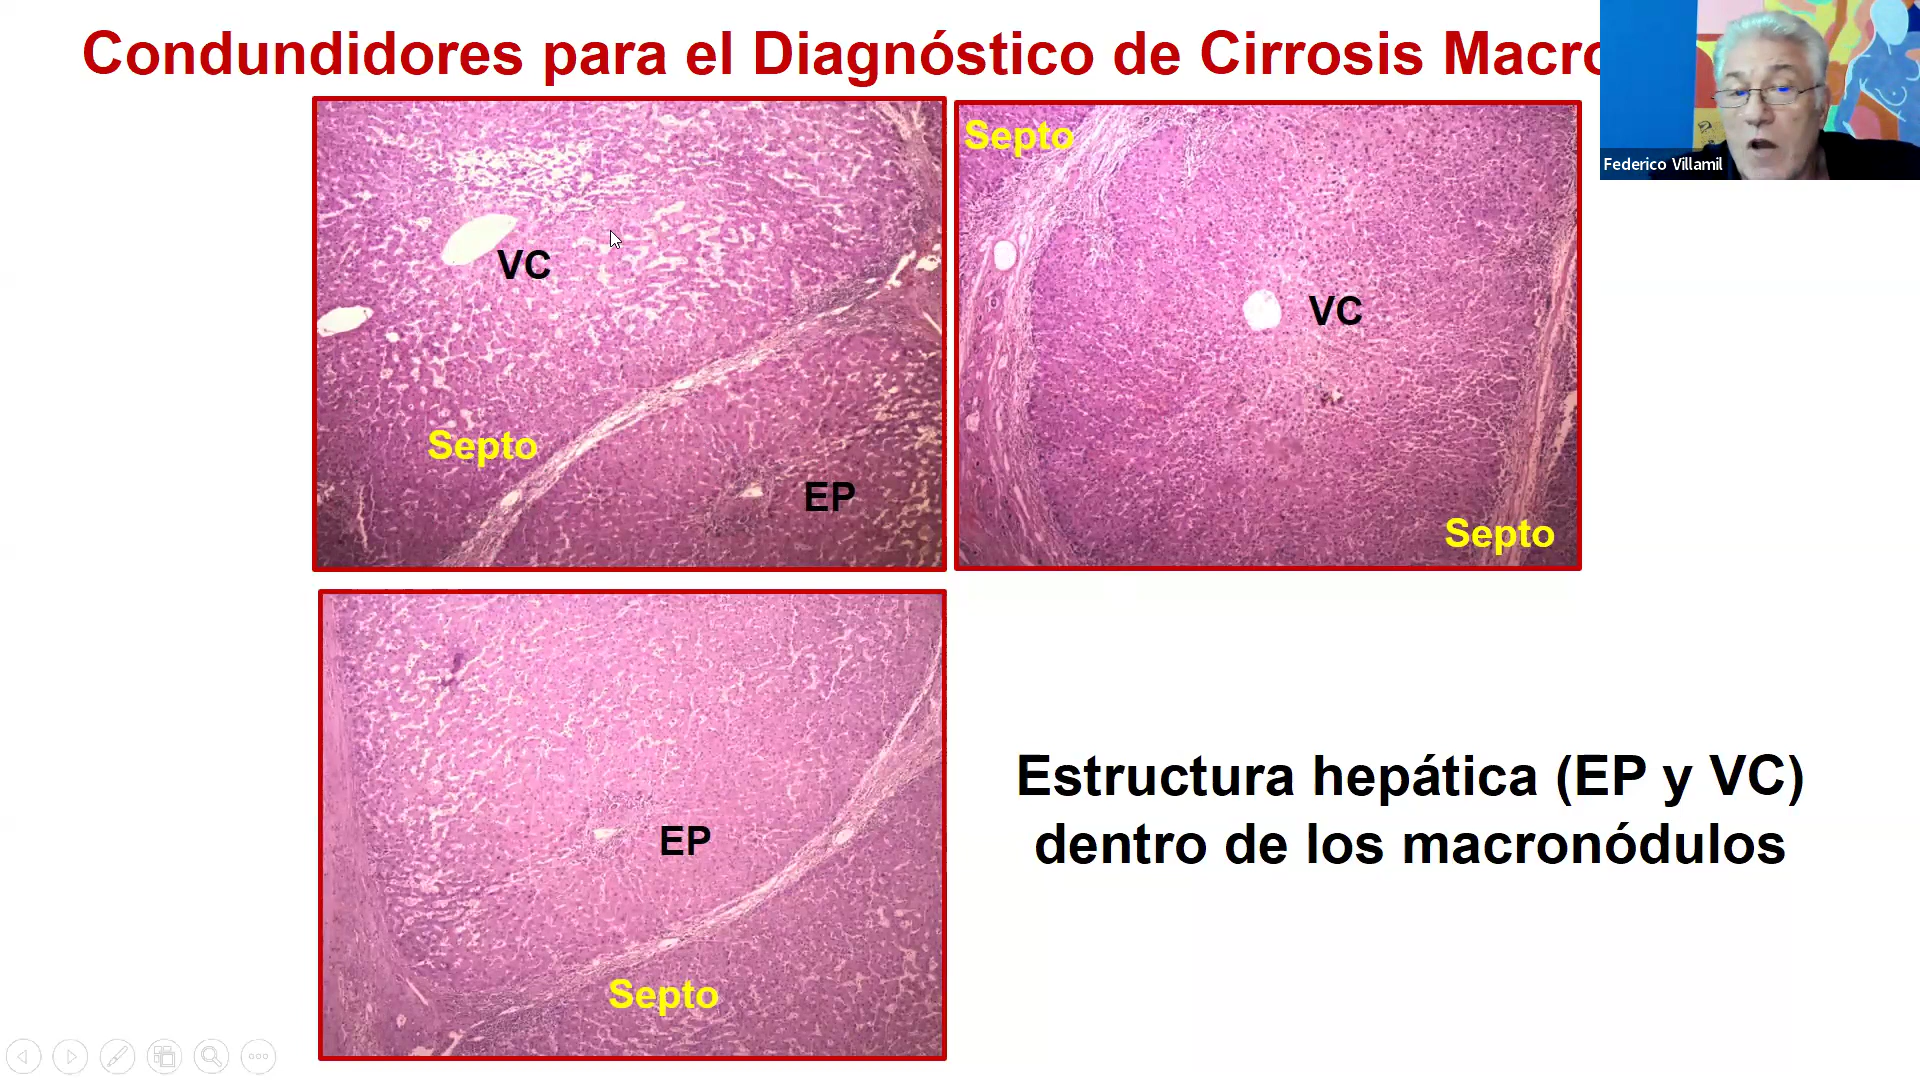 Condundidores para el Diagnóstico de Cirrosis Macro
Federico Villamil
VC
Septo
EP
Septo
VC
Septo
EP
Septo
Estructura hepática (EP y VC)
dentro de los macronódulos